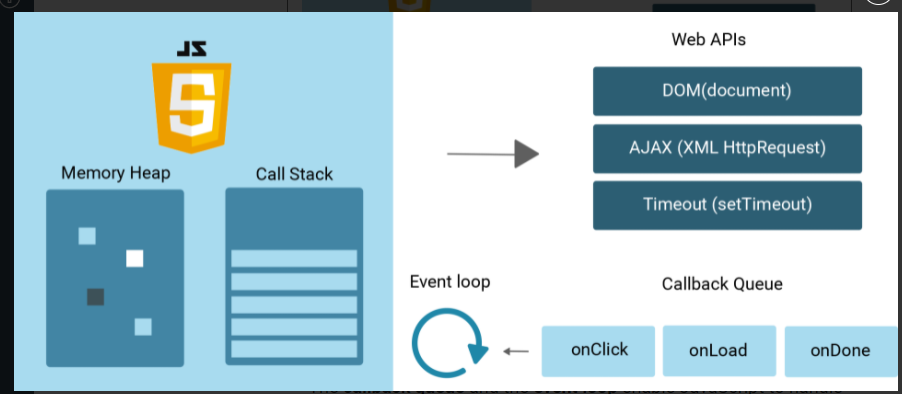 JS
Web APIs
DOM(document)
AJAX (XML HttpRequest)
Timeout (setTimeout)
Memory Heap
Call Stack
Event loop
Callback Queue
onClick
onLoad
onDone